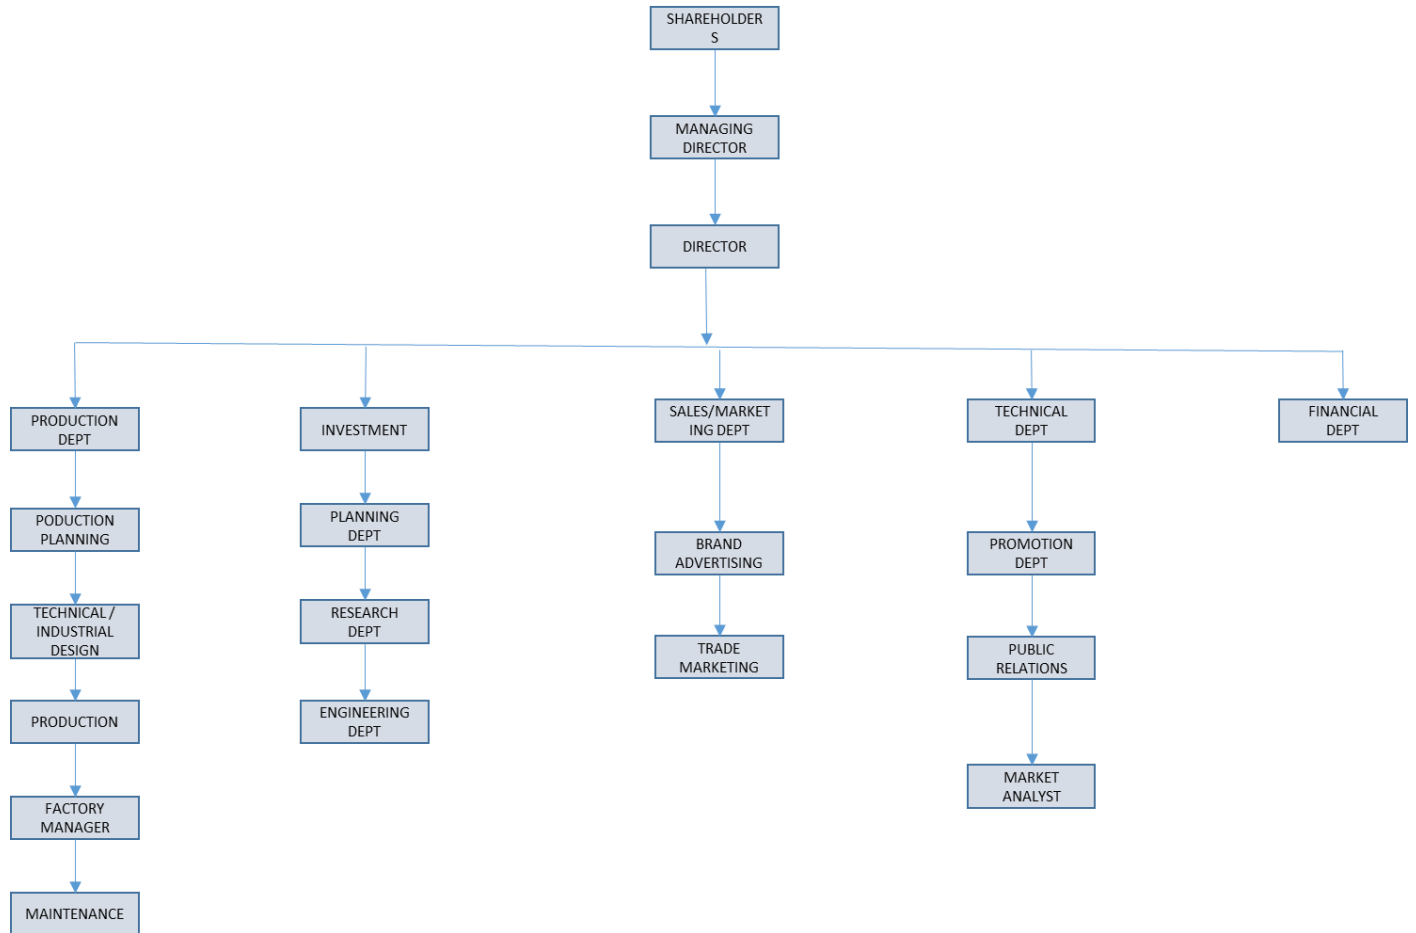 SHAREHOLDER
S
MANAGING
DIRECTOR
DIRECTOR
PRODUCTION
DEPT
INVESTMENT
SALES/MARKET
ING DEPT
TECHNICAL
DEPT
FINANCIAL
DEPT
PODUCTION
PLANNING
PLANNING
DEPT
BRAND
ADVERTISING
PROMOTION
DEPT
TECHNICAL /
INDUSTRIAL
DESIGN
RESEARCH
DEPT
TRADE
MARKETING
PUBLIC
RELATIONS
PRODUCTION
ENGINEERING
DEPT
MARKET
ANALYST
FACTORY
MANAGER
MAINTENANCE